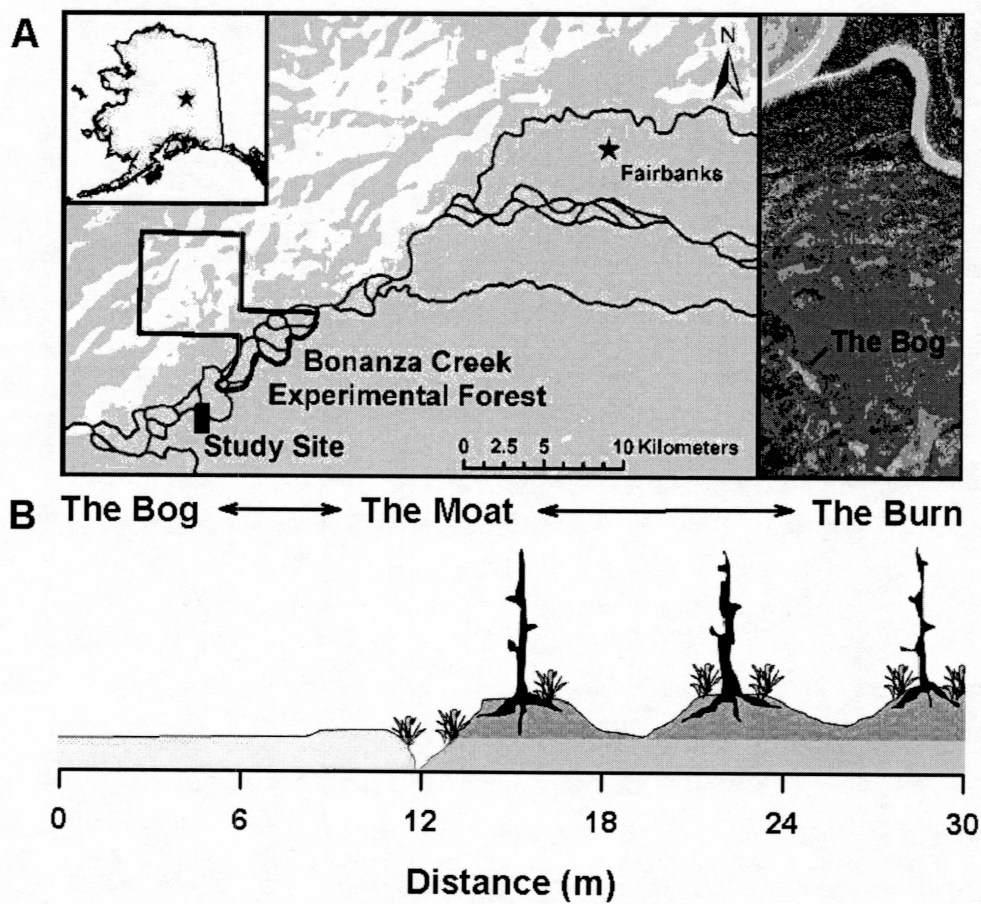 A
N
Fairbanks
The Bog
Bonanza Creek
Experimental Forest
Study Site
0 2.5 5 10 Kilometers
B
The Bog The Moat The Burn
0 6 12 18 24 30
Distance (m)